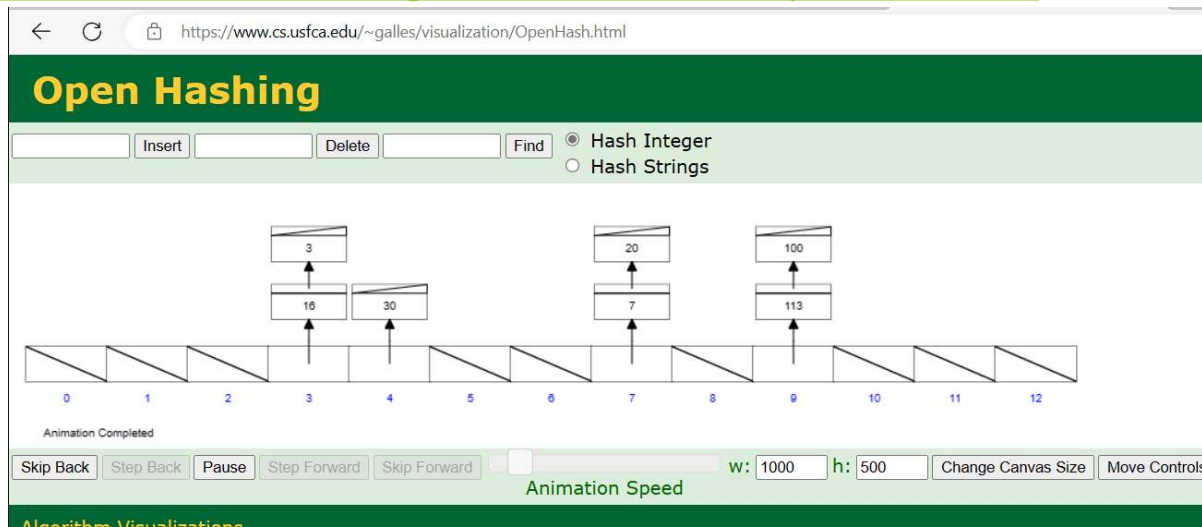 https://www.cs.usfca.edu/~galles/visualization/OpenHash.html
Open Hashing
Insert Delete Find Hash Integer
Hash Strings
3 20 100
16 30 7 113
0 1 2 3 4 5 6 7 8 9 10 11 12
Animation Completed
Skip Back Step Back Pause Step Forward Skip Forward w: 1000 h: 500 Change Canvas Size Move Controls
Animation Speed
Algorithm Visualizations